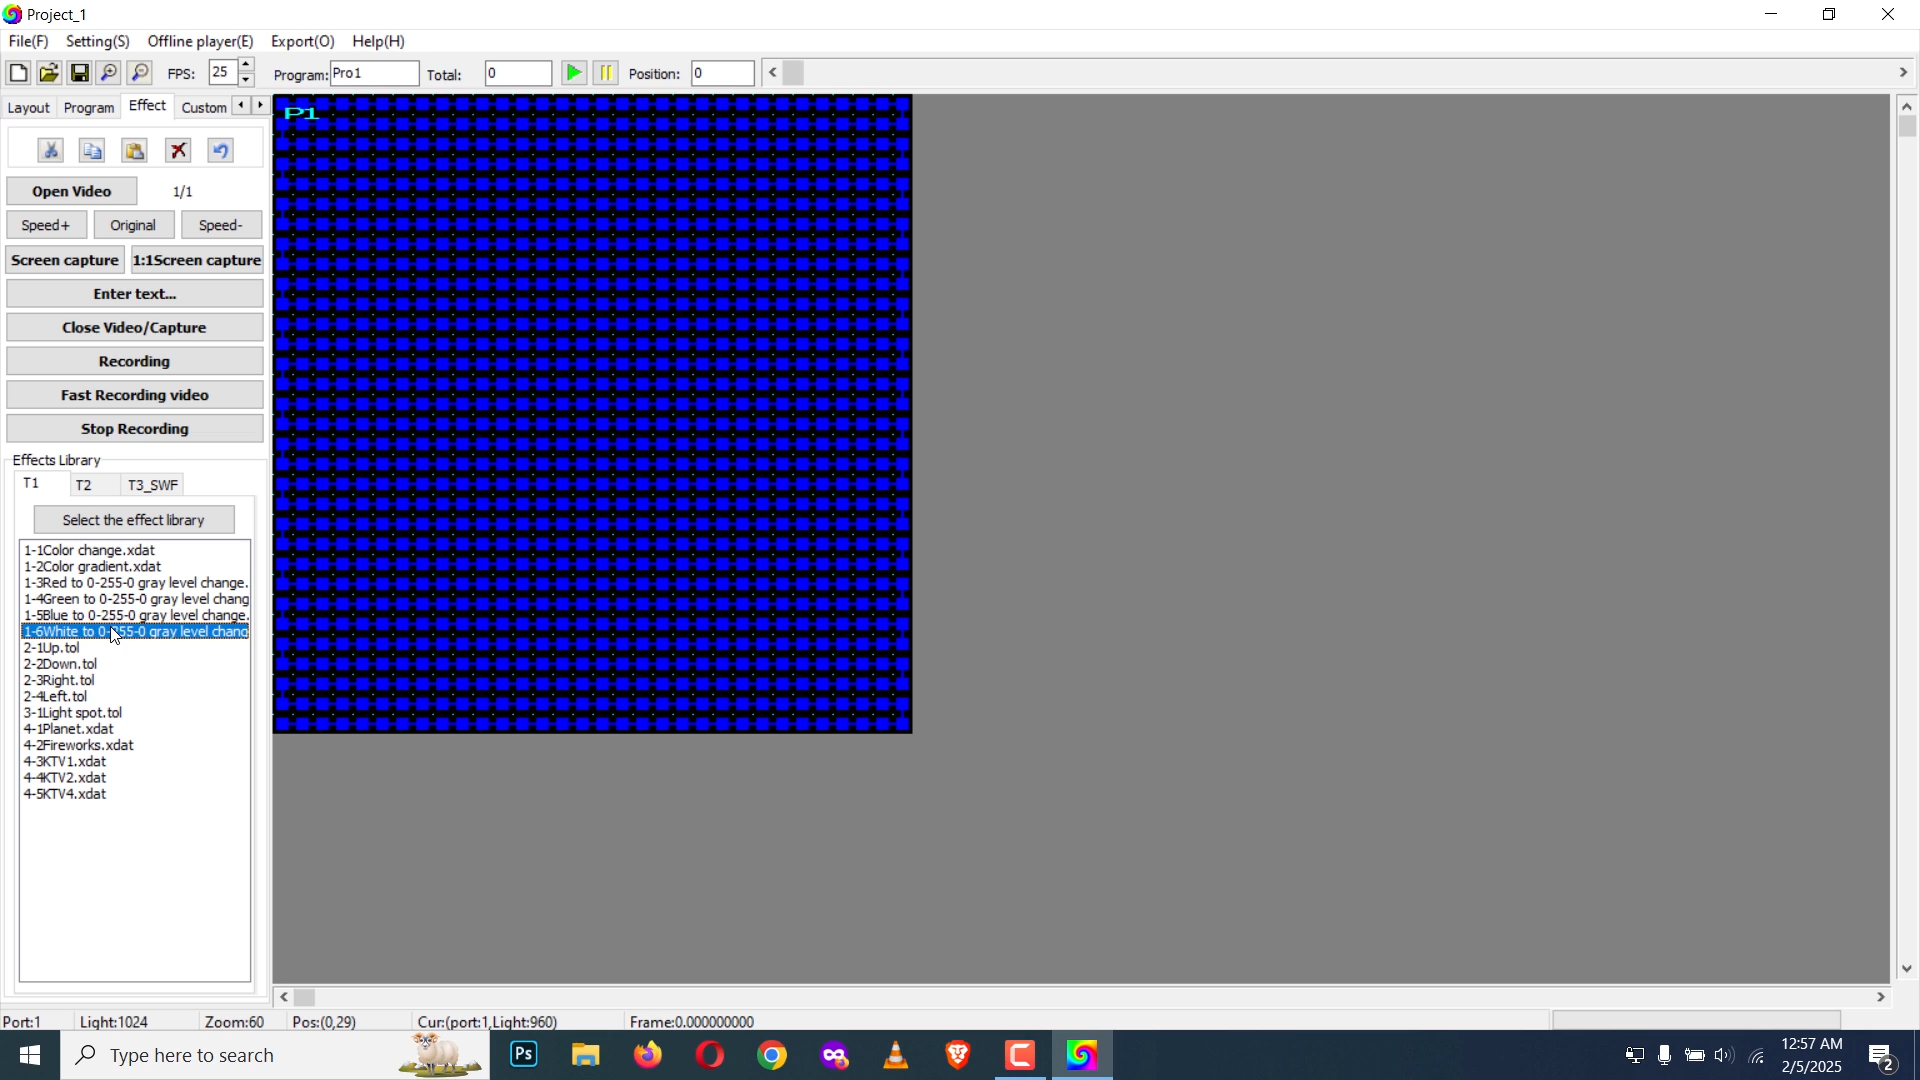 Project_1
File(F) Setting(S) Offline player(E) Export(O) Help(H)
FPS: 25 Program: Pro1 Total: 0 Position: 0
Layout Program Effect Custom
P1
Open Video 1/1
Speed+ Original Speed-
Screen capture 1:1Screen capture
Enter text...
Close Video/Capture
Recording
Fast Recording video
Stop Recording
Effects Library
T1 T2 T3_SWF
Select the effect library
1-1Color change.xdat
1-2Color gradient.xdat
1-3Red to 0-255-0 gray level change.
1-4Green to 0-255-0 gray level chang
1-5Blue to 0-255-0 gray level change.
1-6White to 0-255-0 gray level chang
2-1Up.tol
2-2Down.tol
2-3Right.tol
2-4Left.tol
3-1Light spot.tol
4-1Planet.xdat
4-2Fireworks.xdat
4-3KTV1.xdat
4-4KTV2.xdat
4-5KTV4.xdat
Port:1 Light:1024 Zoom:60 Pos:(0,29) Cur:(port:1,Light:960) Frame:0.000000000
Type here to search
Ps
12:57 AM
2/5/2025
2